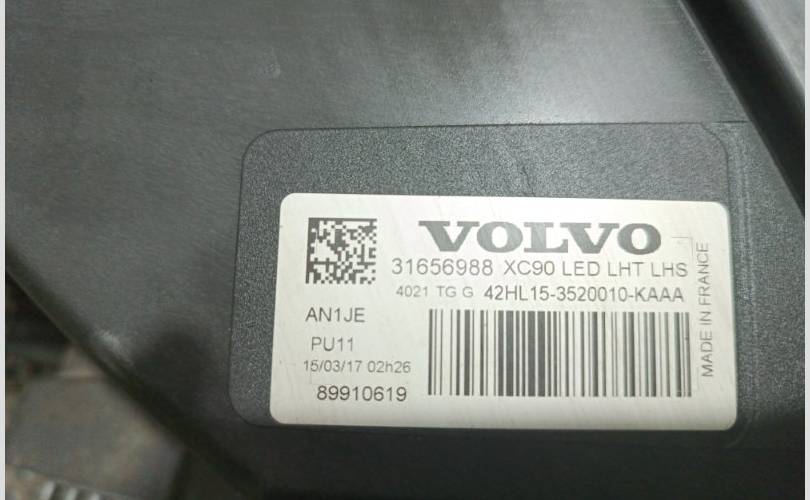 VOLVO
31656988 XC90 LED LHT LHS
4021 TG G 42HL15-3520010-KAAA
AN1JE
PU11
15/03/17 02h26
89910619
MADE IN FRANCE